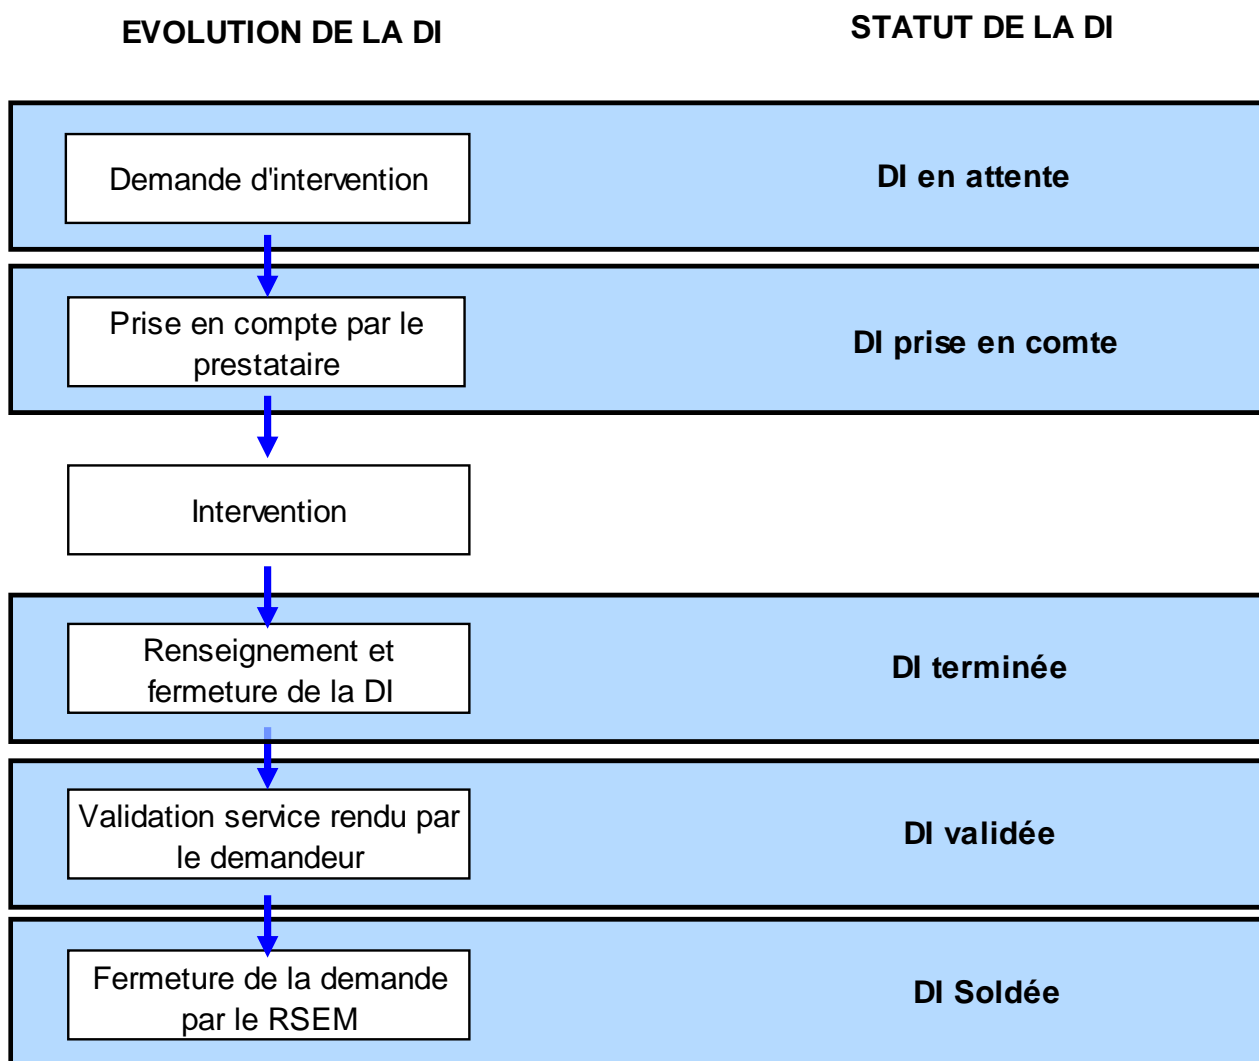 EVOLUTION DE LA DI
STATUT DE LA DI
Demande d'intervention
DI en attente
Prise en compte par le
prestataire
DI prise en comte
Intervention
Renseignement et
fermeture de la DI
DI terminée
Validation service rendu par
le demandeur
DI validée
Fermeture de la demande
par le RSEM
DI Soldée